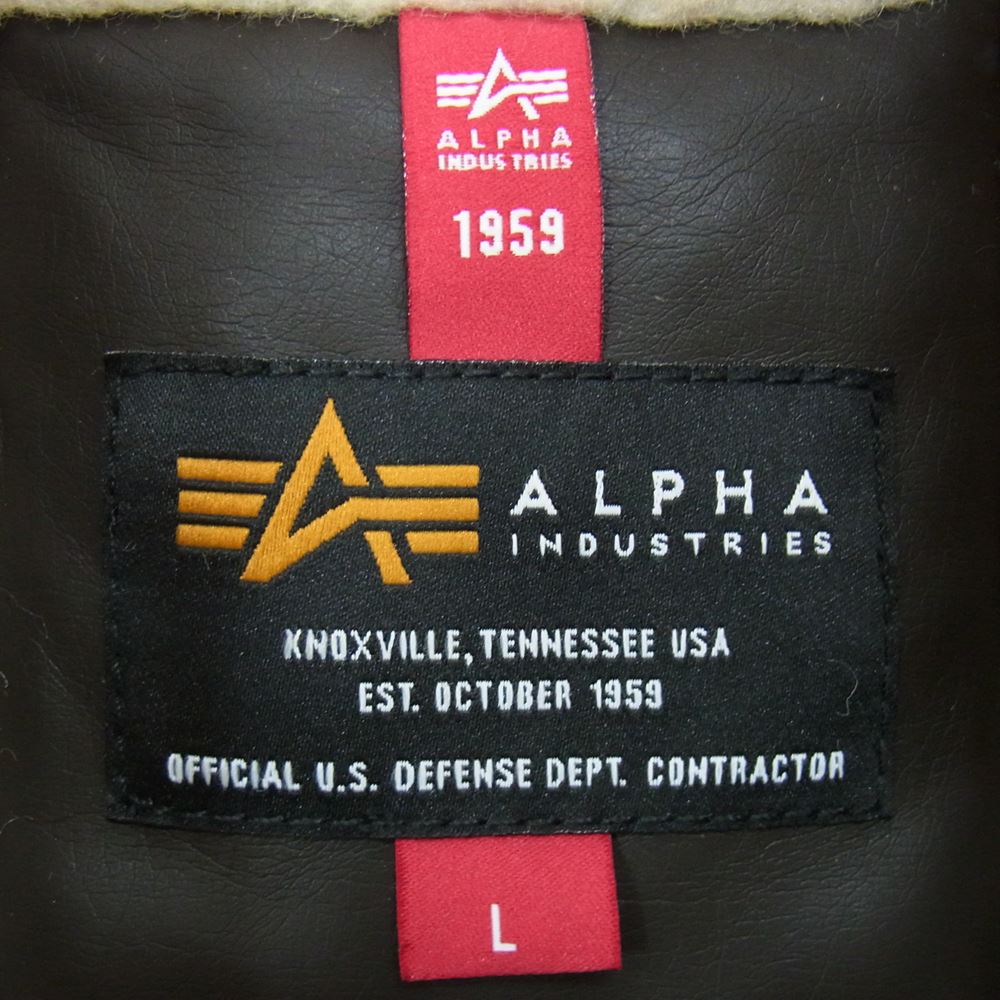 ALPHA
INDUSTRIES
1959
ALPHA
INDUSTRIES
KNOXVILLE, TENNESSEE USA
EST. OCTOBER 1959
OFFICIAL U.S. DEFENSE DEPT. CONTRACTOR
L